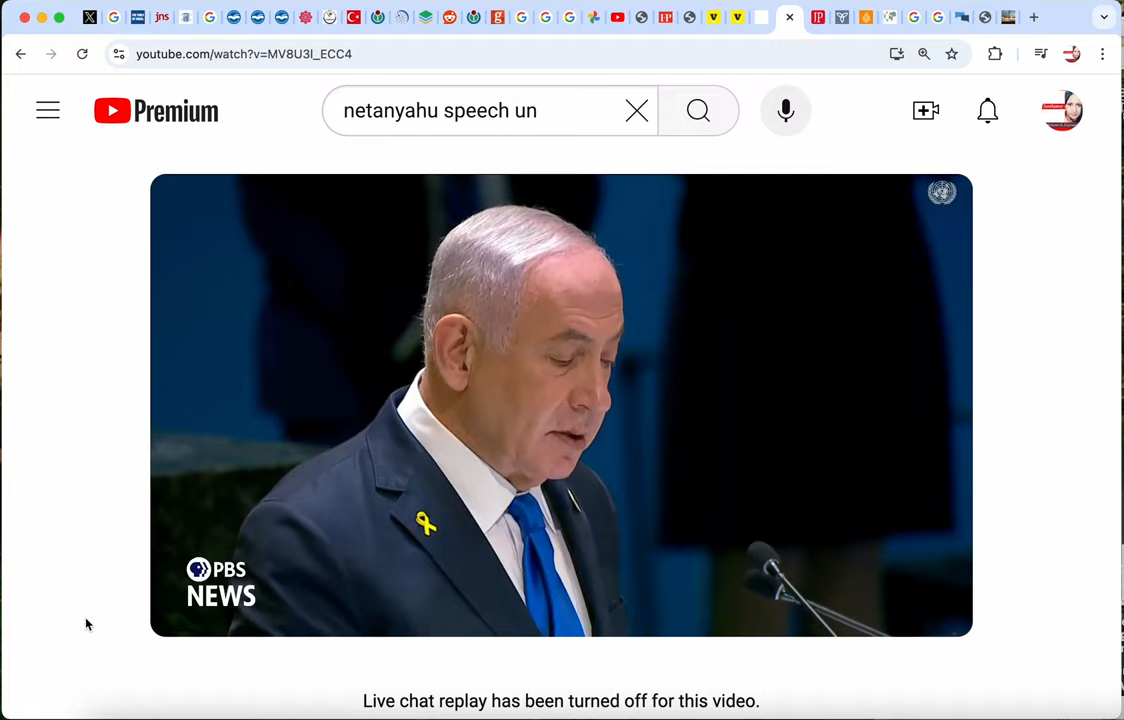 youtube.com/watch?v=MV8U3I_ECC4
Premium
netanyahu speech un
PBS
NEWS
Live chat replay has been turned off for this video.